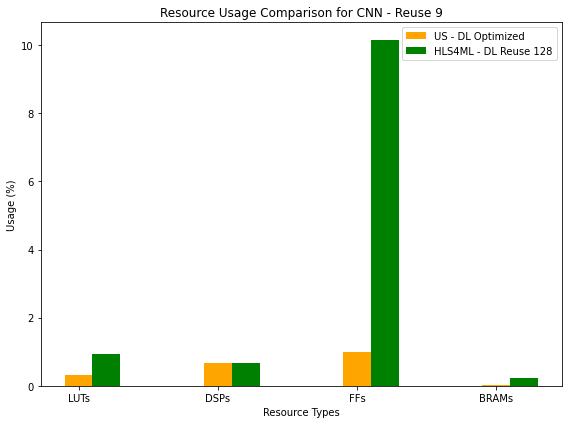 Resource Usage Comparison for CNN - Reuse 9
US - DL Optimized
HLS4ML - DL Reuse 128
10
8
6
4
2
0
Usage (%)
LUTs
DSPs
FFs
BRAMs
Resource Types